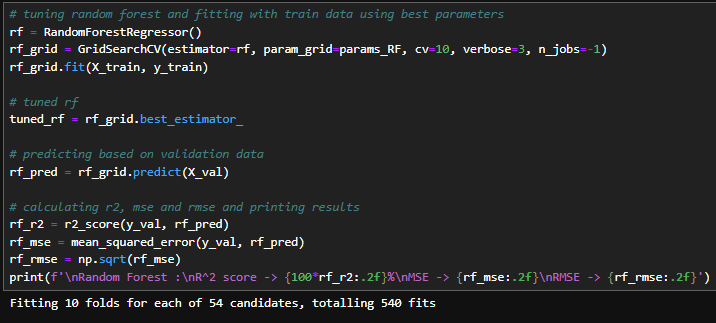 # tuning random forest and fitting with train data using best parameters
rf = RandomForestRegressor()
rf_grid = GridSearchCV(estimator=rf, param_grid=params_RF, cv=10, verbose=3, n_jobs=-1)
rf_grid.fit(X_train, y_train)
# tuned rf
tuned_rf = rf_grid.best_estimator_
# predicting based on validation data
rf_pred = rf_grid.predict(X_val)
# calculating r2, mse and rmse and printing results
rf_r2 = r2_score(y_val, rf_pred)
rf_mse = mean_squared_error(y_val, rf_pred)
rf_rmse = np.sqrt(rf_mse)
print(f'\nRandom Forest :\nR^2 score -> {100*rf_r2:.2f}%\nMSE -> {rf_mse:.2f}\nRMSE -> {rf_rmse:.2f}')
Fitting 10 folds for each of 54 candidates, totalling 540 fits